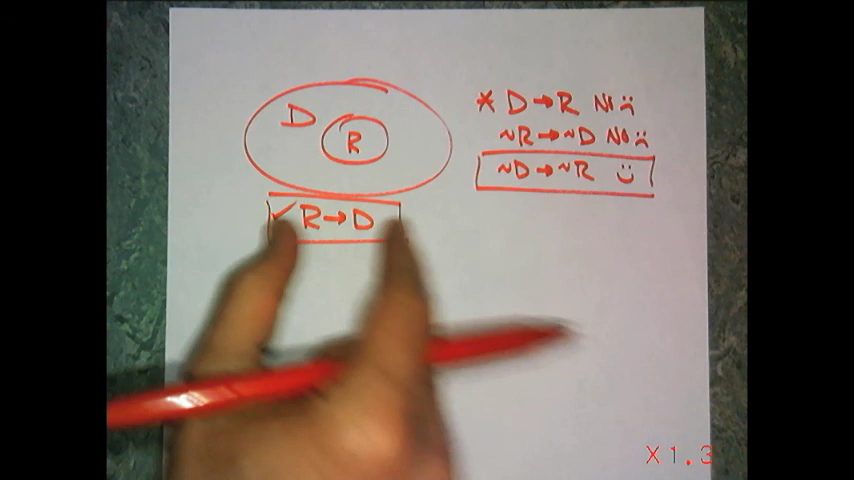 D
R
✓ R→D
* D→R No ☹
~R→~D No ☹
~D→~R ☺
X1.3